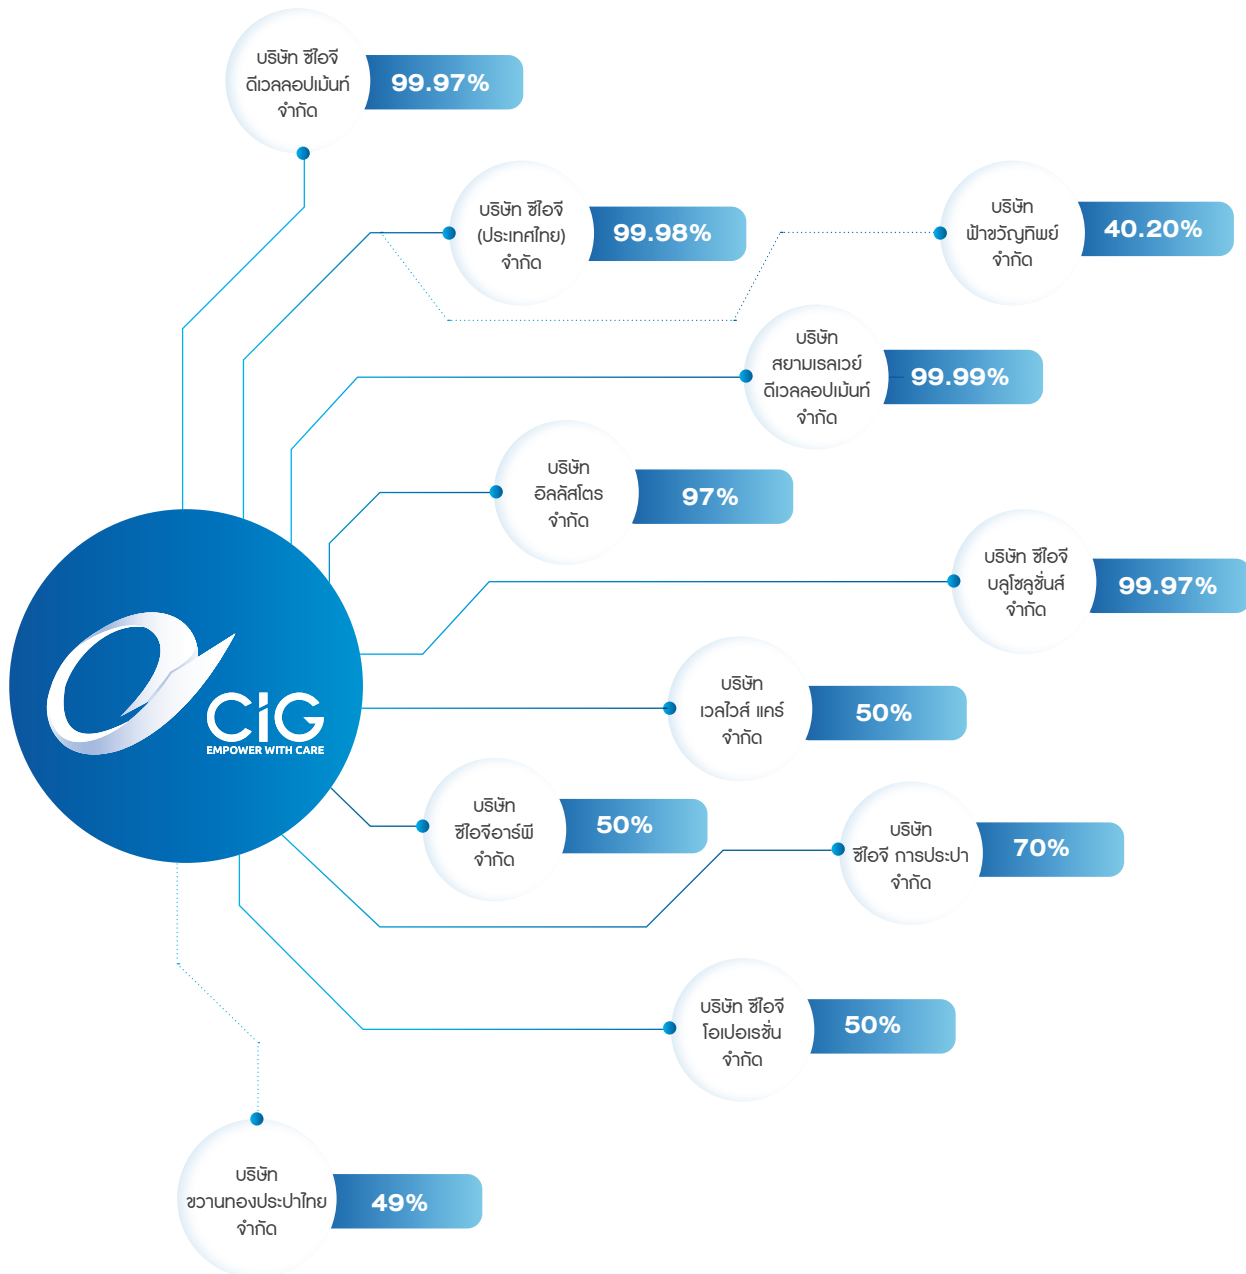 บริษัท ซีไอจี
ดีเวลลอปเม้นท์
จำกัด
99.97%
บริษัท ซีไอจี
(ประเทศไทย)
จำกัด
99.98%
บริษัท
ฟ้าขวัญทิพย์
จำกัด
40.20%
บริษัท
สยามเรลเวย์
ดีเวลลอปเม้นท์
จำกัด
99.99%
บริษัท
อิลลัสโตร
จำกัด
97%
บริษัท ซีไอจี
บลูโซลูชั่นส์
จำกัด
99.97%
CiG
EMPOWER WITH CARE
บริษัท
เวลไวส์ แคร์
จำกัด
50%
บริษัท
ซีไอจีอาร์พี
จำกัด
50%
บริษัท
ซีไอจี การประปา
จำกัด
70%
บริษัท ซีไอจี
โอเปอเรชั่น
จำกัด
50%
บริษัท
ขวานทองประปาไทย
จำกัด
49%